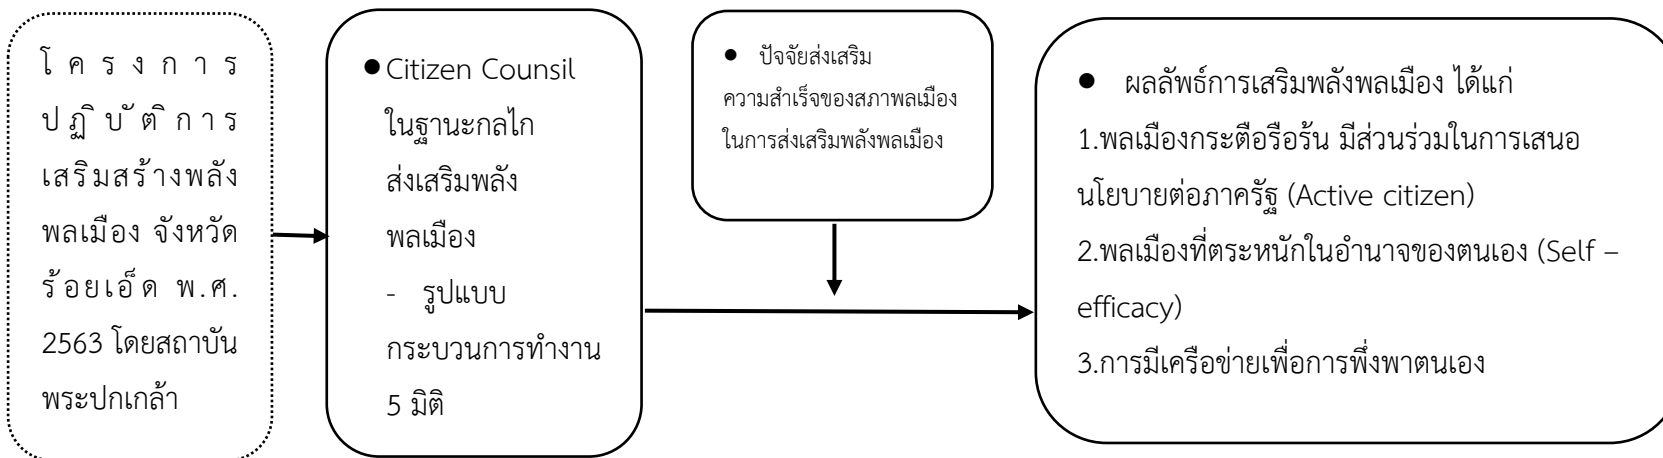 โครงการ
ปฏิบัติการ
เสริมสร้างพลัง
พลเมือง จังหวัด
ร้อยเอ็ด พ.ศ.
2563 โดยสถาบัน
พระปกเกล้า
● Citizen Counsil
ในฐานะกลไก
ส่งเสริมพลัง
พลเมือง
- รูปแบบ
กระบวนการทำงาน
5 มิติ
● ปัจจัยส่งเสริม
ความสำเร็จของสภาพลเมือง
ในการส่งเสริมพลังพลเมือง
● ผลลัพธ์การเสริมพลังพลเมือง ได้แก่
1.พลเมืองกระตือรือร้น มีส่วนร่วมในการเสนอ
นโยบายต่อภาครัฐ (Active citizen)
2.พลเมืองที่ตระหนักในอำนาจของตนเอง (Self –
efficacy)
3.การมีเครือข่ายเพื่อการพึ่งพาตนเอง